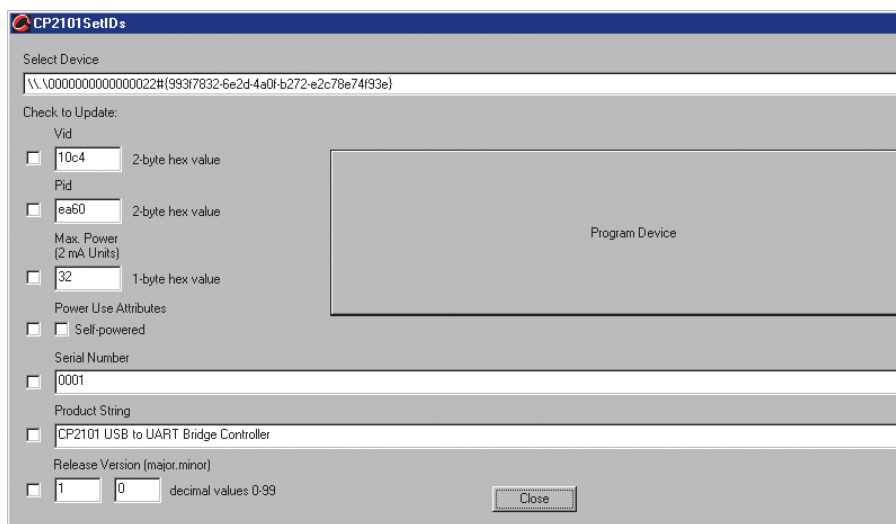 CP2101SetIDs
Select Device
\\.\0000000000000022#{993f7832-6e2d-4a0f-b272-e2c78e74f93e}
Check to Update:
Vid
10c4 2-byte hex value
Pid
ea60 2-byte hex value
Program Device
Max. Power
(2 mA Units)
32 1-byte hex value
Power Use Attributes
Self-powered
Serial Number
0001
Product String
CP2101 USB to UART Bridge Controller
Release Version (major.minor)
1 0 decimal values 0-99
Close